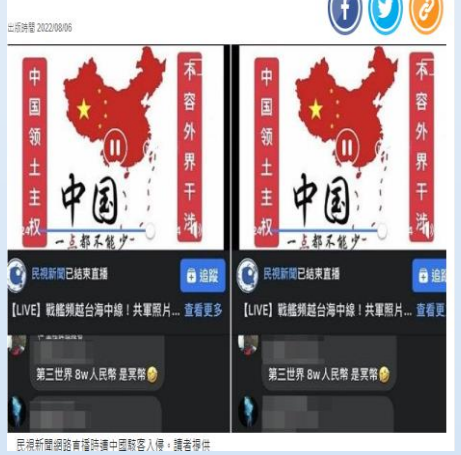 出版時間 2022/08/06
中国领土主权
中国
一点都不能少
不容外界干涉
民視新聞已結束直播
追蹤
【LIVE】戰艦頻越台海中線！共軍照片... 查看更多
第三世界 8w人民幣 是冥幣🤣
中国领土主权
中国
一点都不能少
不容外界干涉
民視新聞已結束直播
追蹤
【LIVE】戰艦頻越台海中線！共軍照片... 查看更
第三世界 8w人民幣 是冥幣🤣
民視新聞網路直播時遭中國駭客入侵。讀者提供